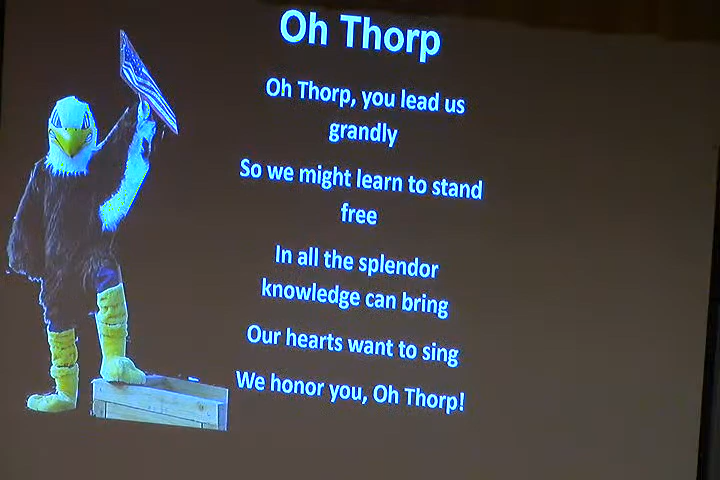 Oh Thorp
Oh Thorp, you lead us
grandly
So we might learn to stand
free
In all the splendor
knowledge can bring
Our hearts want to sing
We honor you, Oh Thorp!